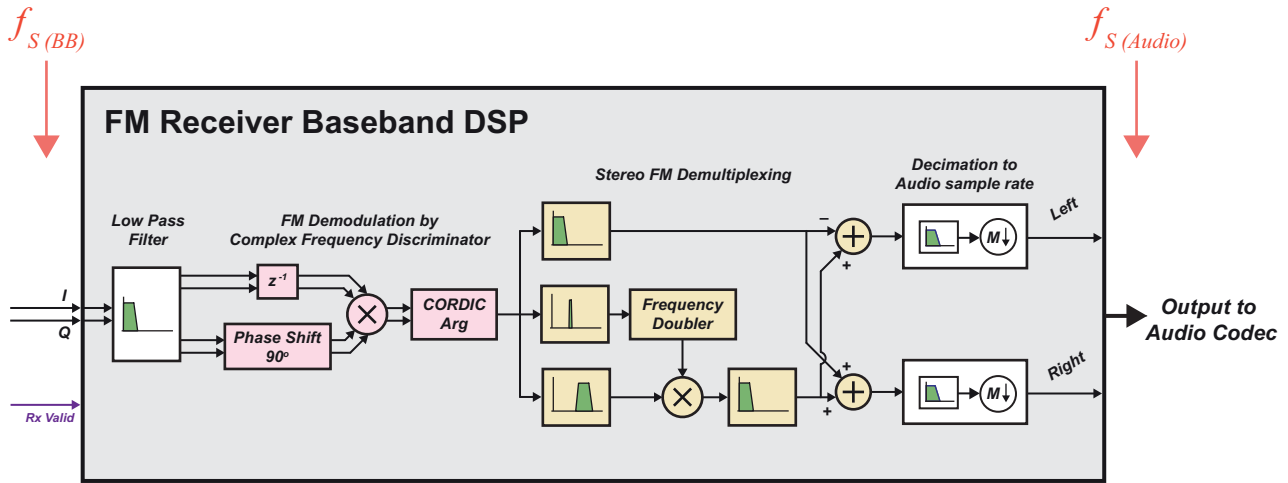 f S (BB)
f S (Audio)
FM Receiver Baseband DSP
Stereo FM Demultiplexing
Decimation to
Audio sample rate
Low Pass
Filter
FM Demodulation by
Complex Frequency Discriminator
I
Q
Rx Valid
z⁻¹
Phase Shift
90º
×
CORDIC
Arg
Frequency
Doubler
×
−
+
+
+
+
+
M↓
Left
M↓
Right
Output to
Audio Codec